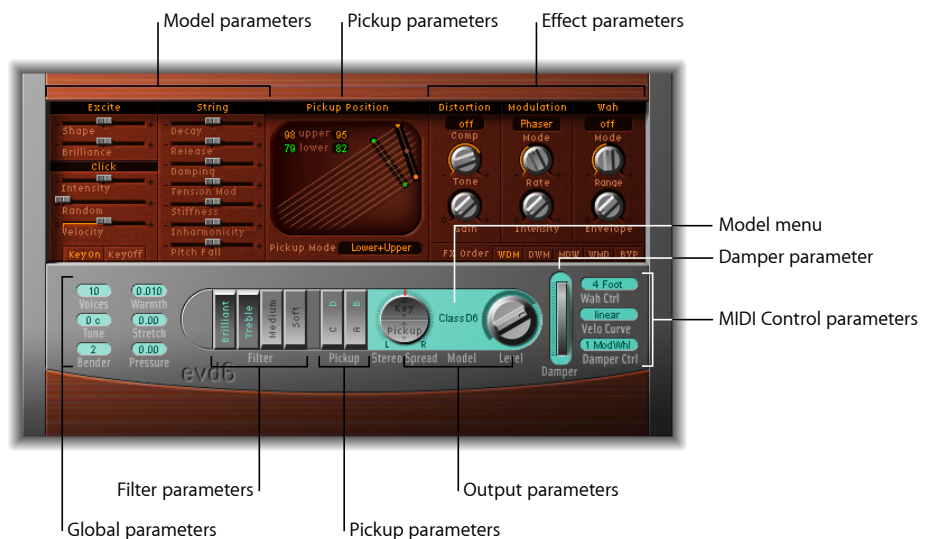 Model parameters
Pickup parameters
Effect parameters
Excite
String
Pickup Position
Distortion
Modulation
Wah
Shape
Brilliance
Click
Intensity
Random
Velocity
KeyOn
KeyOff
Decay
Release
Damping
Tension Mod
Stiffness
Inharmonicity
Pitch Fall
98 upper 95
79 lower 82
Pickup Mode
Lower+Upper
off
Comp
Tone
Gain
Phaser
Mode
Rate
Intensity
off
Mode
Range
Envelope
FX Order
WDM
DWM
MDW
WMD
BYP
Model menu
Damper parameter
MIDI Control parameters
10
Voices
0.010
Warmth
0 c
Tune
0.00
Stretch
2
Bender
0.00
Pressure
evd6
Brilliant
Treble
Medium
Soft
Filter
C D
A B
Pickup
Key
Pickup
L R
Stereo Spread
ClassD6
Model
Level
Damper
4 Foot
Wah Ctrl
linear
Velo Curve
1 ModWhl
Damper Ctrl
Filter parameters
Output parameters
Global parameters
Pickup parameters